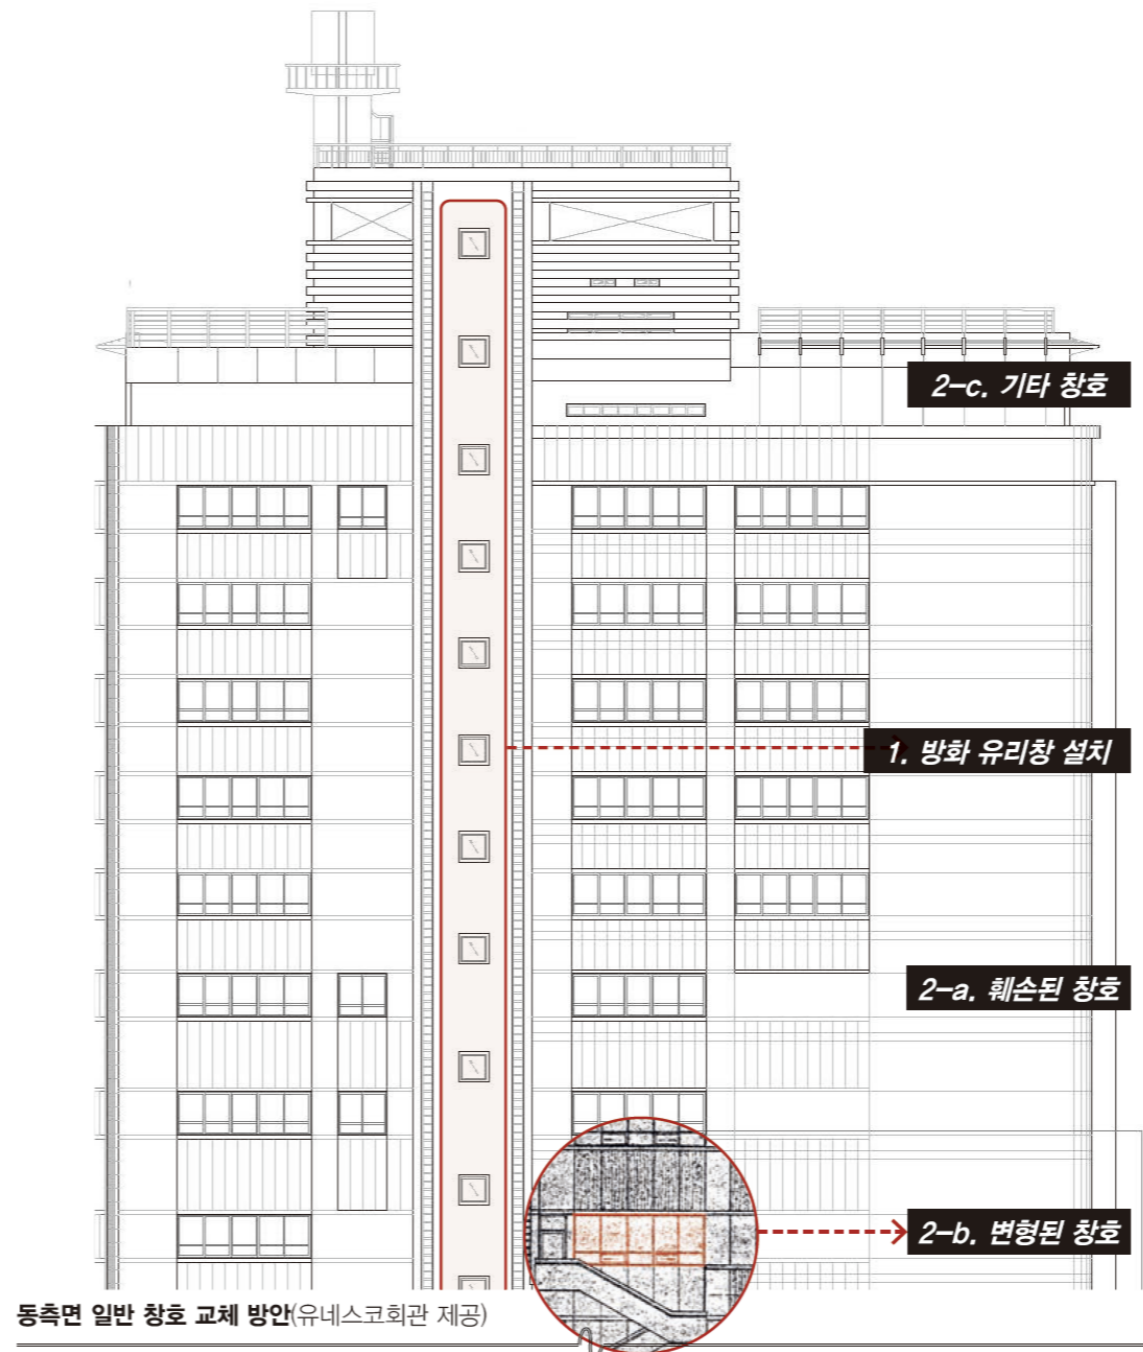 2-c. 기타 창호
1. 방화 유리창 설치
2-a. 훼손된 창호
2-b. 변형된 창호
동측면 일반 창호 교체 방안(유네스코회관 제공)